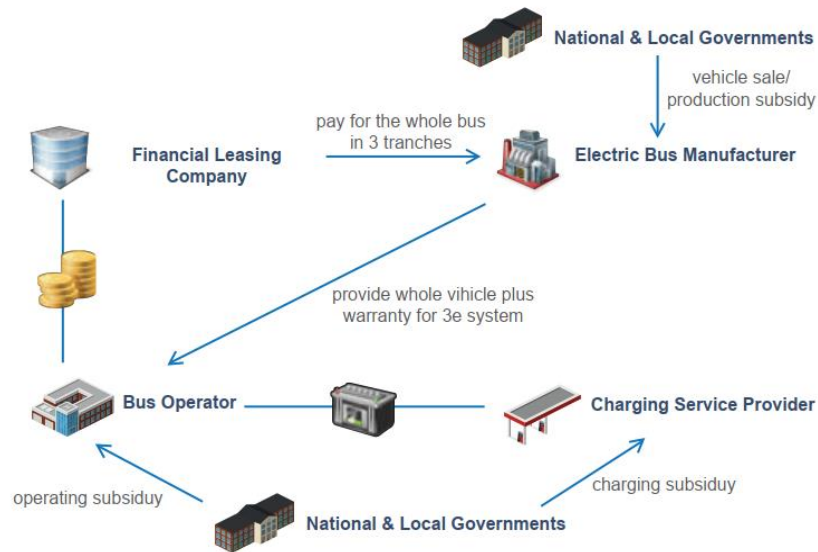 National & Local Governments
vehicle sale/
production subsidy
pay for the whole bus
in 3 tranches
Financial Leasing
Company
Electric Bus Manufacturer
provide whole vihicle plus
warranty for 3e system
Bus Operator
Charging Service Provider
operating subsiduy
charging subsiduy
National & Local Governments